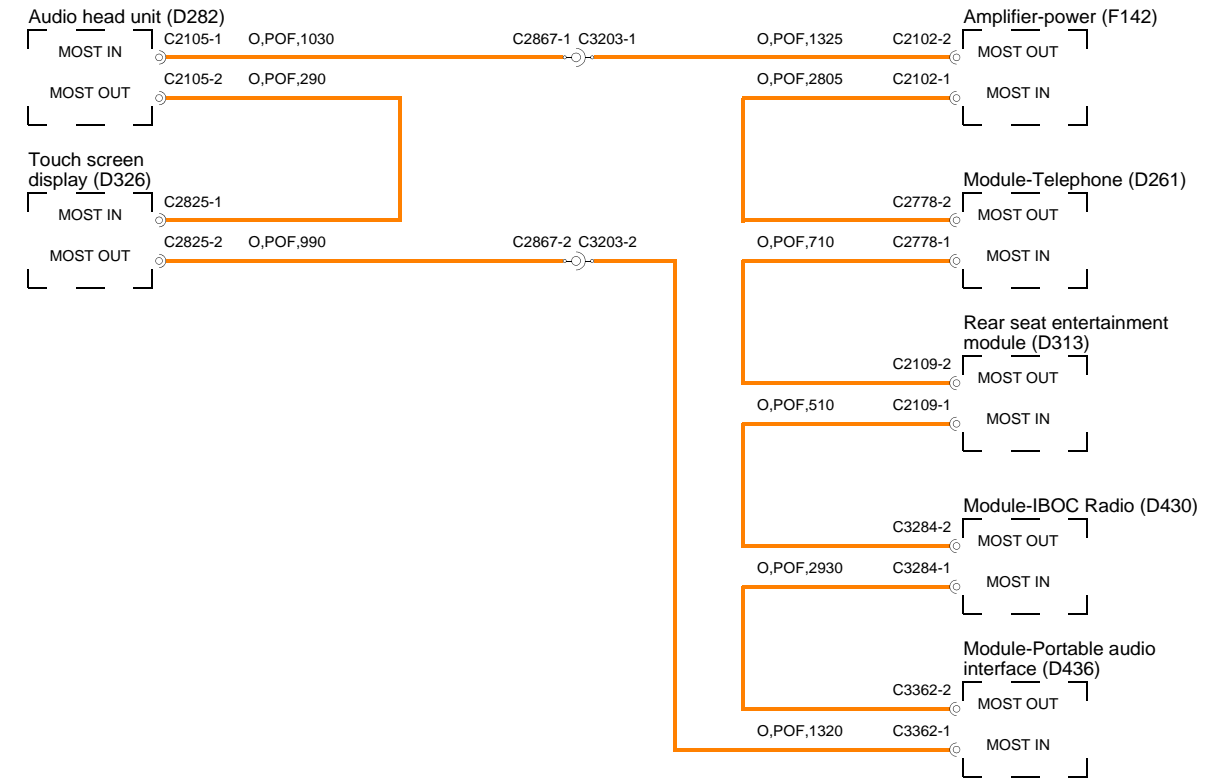 Audio head unit (D282)
MOST IN
C2105-1 O,POF,1030 C2867-1 C3203-1 O,POF,1325 C2102-2
Amplifier-power (F142)
MOST OUT
MOST OUT
C2105-2 O,POF,290
O,POF,2805 C2102-1
MOST IN
Touch screen
display (D326)
MOST IN
C2825-1
Module-Telephone (D261)
C2778-2
MOST OUT
MOST OUT
C2825-2 O,POF,990 C2867-2 C3203-2 O,POF,710 C2778-1
MOST IN
Rear seat entertainment
module (D313)
C2109-2
MOST OUT
O,POF,510 C2109-1
MOST IN
Module-IBOC Radio (D430)
C3284-2
MOST OUT
O,POF,2930 C3284-1
MOST IN
Module-Portable audio
interface (D436)
C3362-2
MOST OUT
O,POF,1320 C3362-1
MOST IN